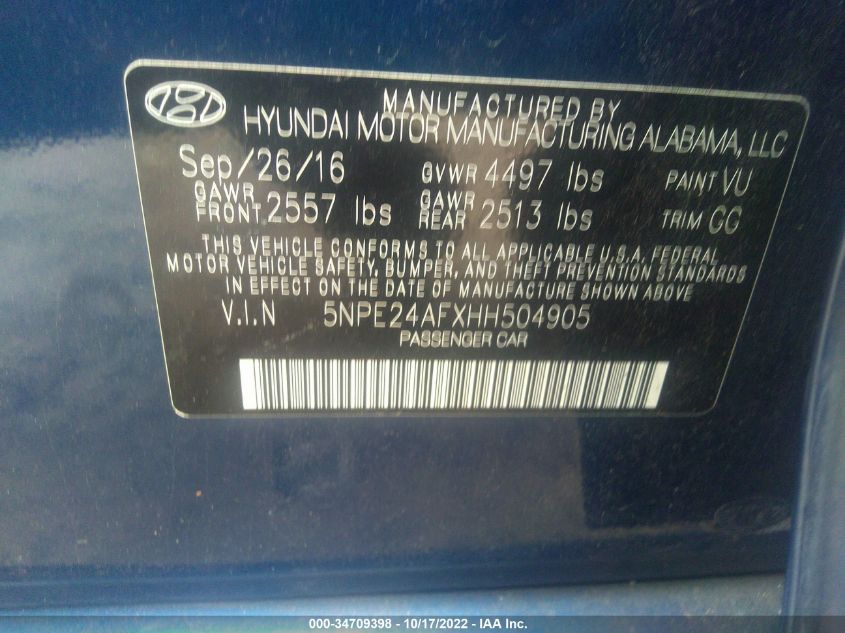 MANUFACTURED BY
HYUNDAI MOTOR MANUFACTURING ALABAMA, LLC
Sep/26/16 GVWR 4497 lbs PAINT VU
GAWR FRONT 2557 lbs GAWR REAR 2513 lbs TRIM GG
THIS VEHICLE CONFORMS TO ALL APPLICABLE U.S.A. FEDERAL
MOTOR VEHICLE SAFETY, BUMPER, AND THEFT PREVENTION STANDARDS
IN EFFECT ON THE DATE OF MANUFACTURE SHOWN ABOVE
V.I.N 5NPE24AFXHH504905
PASSENGER CAR
000-34709398 - 10/17/2022 - IAA Inc.